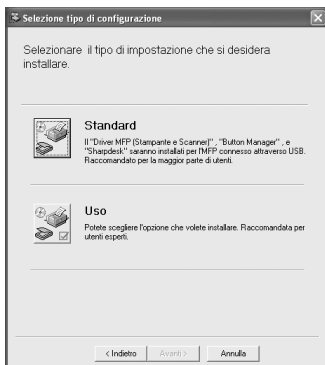 Selezione tipo di configurazione
Selezionare il tipo di impostazione che si desidera
installare.
Standard
Il "Driver MFP (Stampante e Scanner)" , "Button Manager" , e
"Sharpdesk" saranno installati per l'MFP connesso attraverso USB.
Raccomandato per la maggior parte di utenti.
Uso
Potete scegliere l'opzione che volete installare. Raccomandata per
utenti esperti.
< Indietro
Avanti >
Annulla